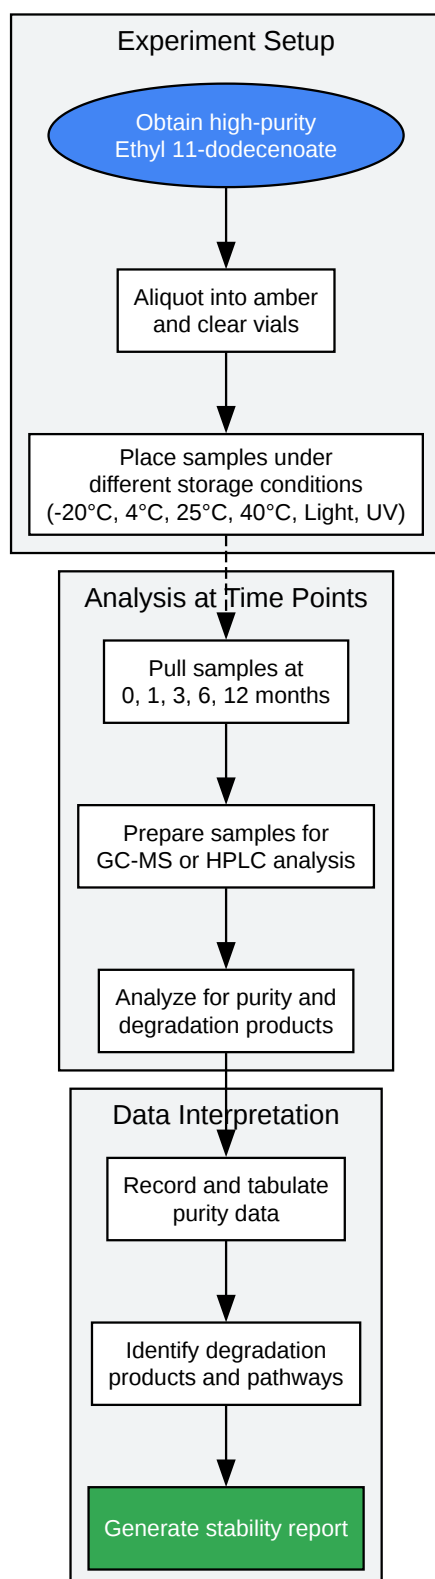 Experiment Setup
Obtain high-purity
Ethyl 11-dodecenoate
Aliquot into amber
and clear vials
Place samples under
different storage conditions
(-20°C, 4°C, 25°C, 40°C, Light, UV)
Analysis at Time Points
Pull samples at
0, 1, 3, 6, 12 months
Prepare samples for
GC-MS or HPLC analysis
Analyze for purity and
degradation products
Data Interpretation
Record and tabulate
purity data
Identify degradation
products and pathways
Generate stability report